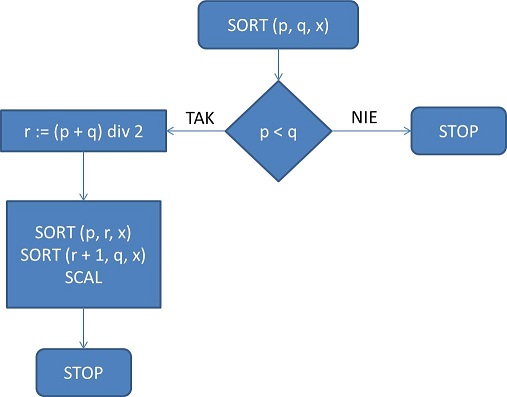 SORT (p, q, x)
p < q
TAK
NIE
r := (p + q) div 2
STOP
SORT (p, r, x)
SORT (r + 1, q, x)
SCAL
STOP